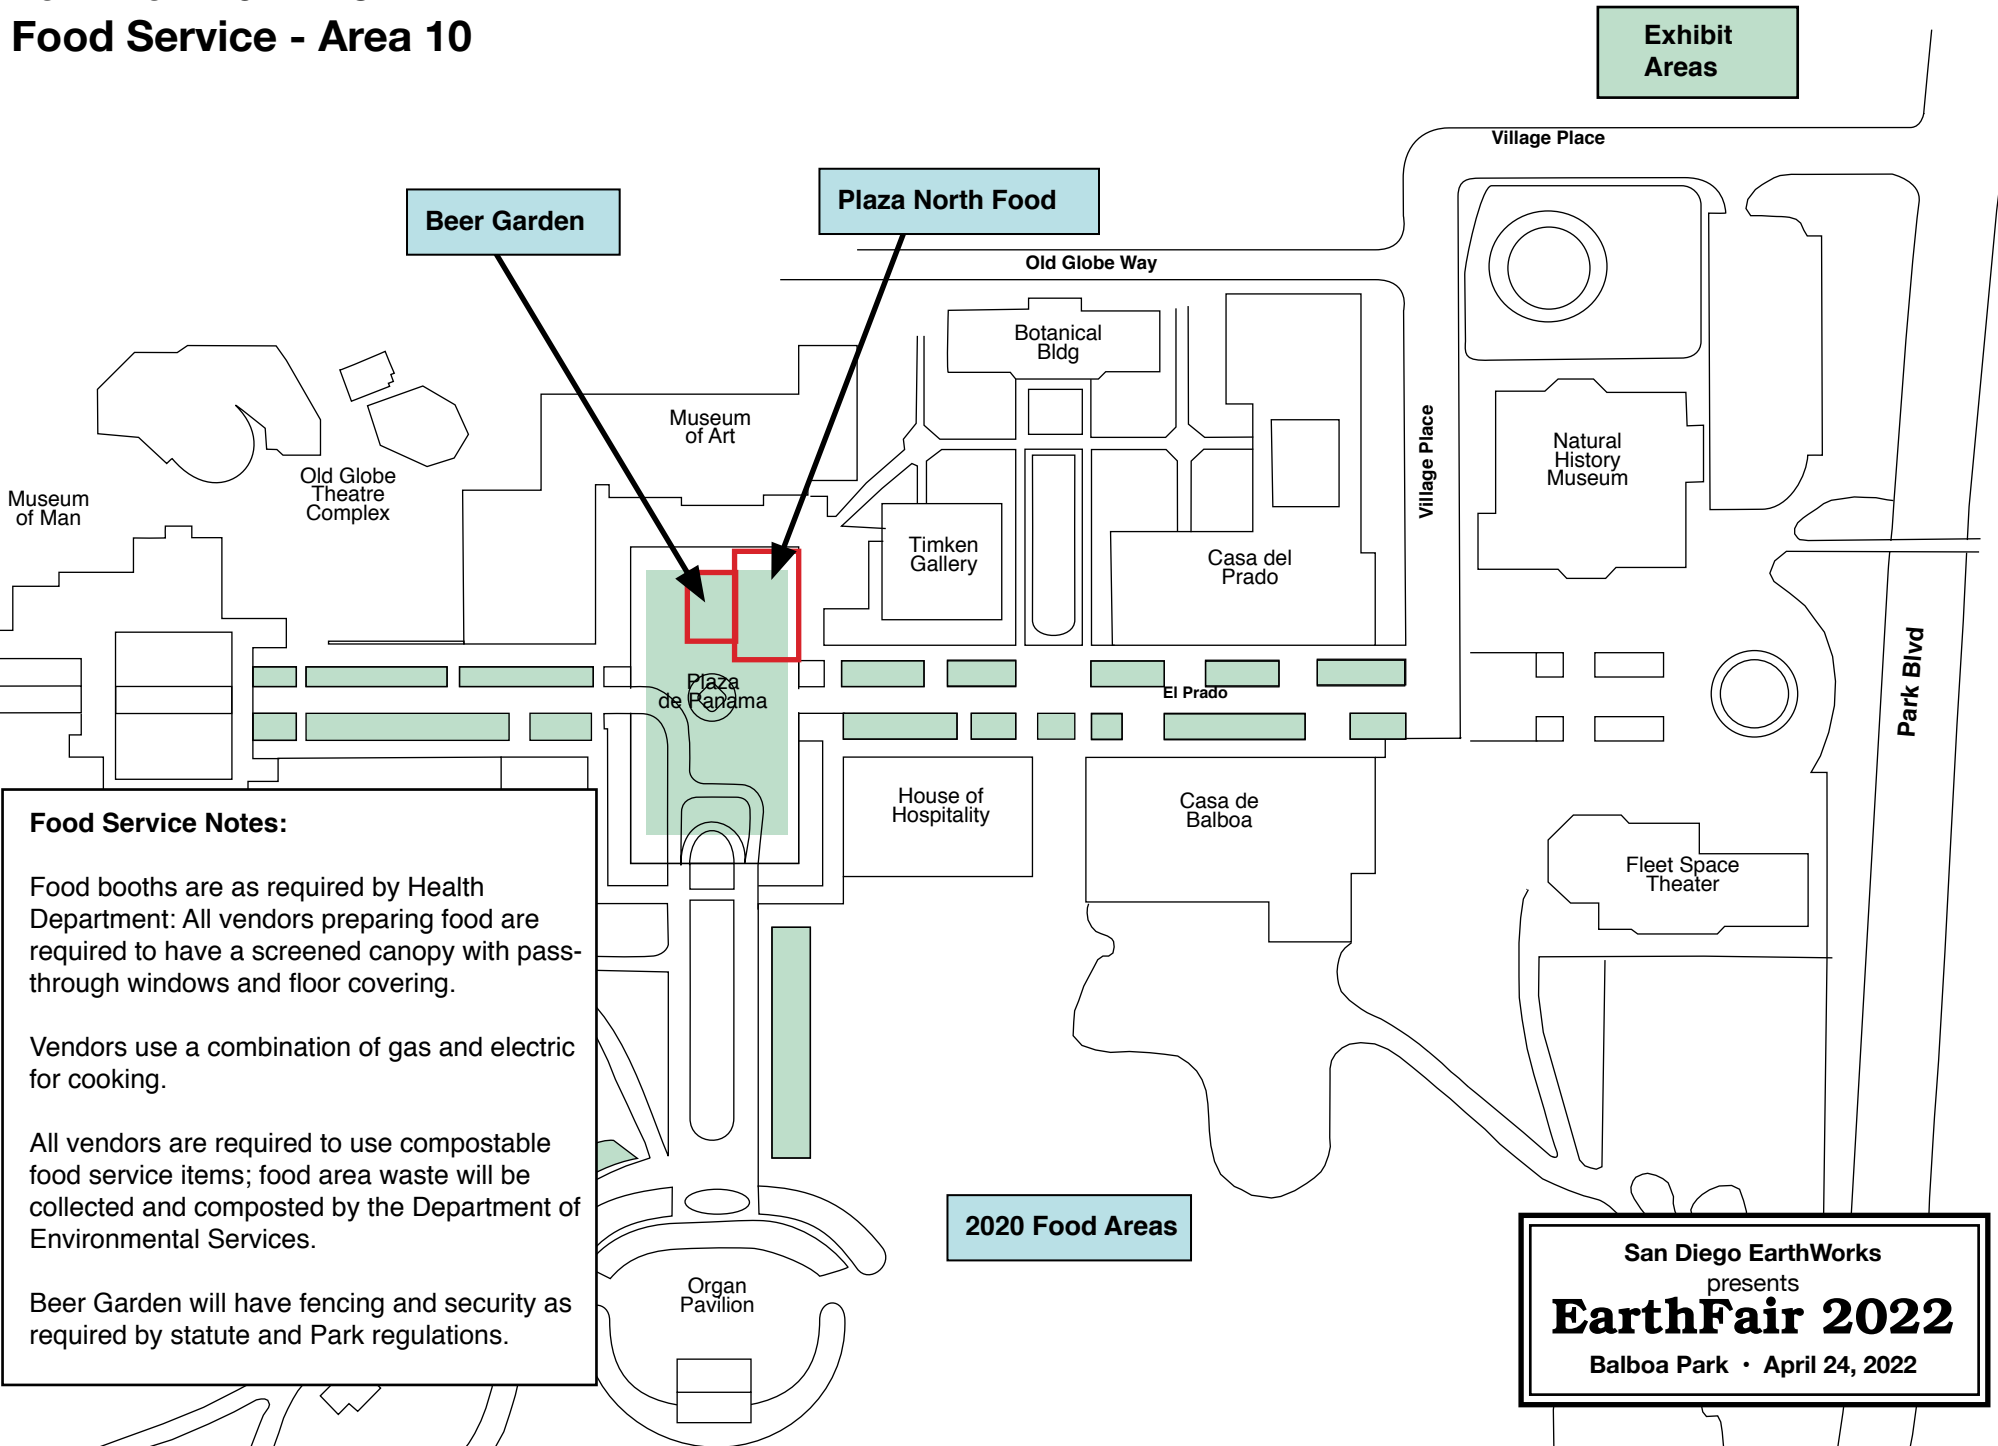 Food Service - Area 10
Exhibit
Areas
Village Place
Beer Garden
Plaza North Food
Old Globe Way
Botanical
Bldg
Museum
of Art
Village Place
Natural
History
Museum
Old Globe
Theatre
Complex
Museum
of Man
Timken
Gallery
Casa del
Prado
Park Blvd
Plaza
de Panama
El Prado
House of
Hospitality
Casa de
Balboa
Fleet Space
Theater
Food Service Notes:
Food booths are as required by Health
Department: All vendors preparing food are
required to have a screened canopy with pass-
through windows and floor covering.
Vendors use a combination of gas and electric
for cooking.
All vendors are required to use compostable
food service items; food area waste will be
collected and composted by the Department of
Environmental Services.
Beer Garden will have fencing and security as
required by statute and Park regulations.
Organ
Pavilion
2020 Food Areas
San Diego EarthWorks
presents
EarthFair 2022
Balboa Park • April 24, 2022